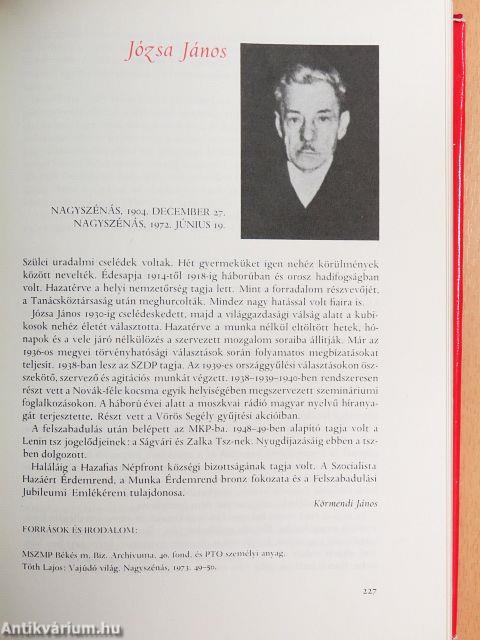 Józsa János
NAGYSZÉNÁS, 1904. DECEMBER 27.
NAGYSZÉNÁS, 1972. JÚNIUS 19.
Szülei uradalmi cselédek voltak. Hét gyermeküket igen nehéz körülmények
között nevelték. Édesapja 1914-től 1918-ig háborúban és orosz hadifogságban
volt. Hazatérve a helyi nemzetőrség tagja lett. Mint a forradalom részvevőjét,
a Tanácsköztársaság után meghurcolták. Mindez nagy hatással volt fiaira is.
Józsa János 1930-ig cselédeskedett, majd a világgazdasági válság alatt a kubi-
kosok nehéz életét választotta. Hazatérve a munka nélkül eltöltött hetek, hó-
napok és a vele járó nélkülözés a szervezett mozgalom soraiba állítják. Már az
1936-os megyei törvényhatósági választások során folyamatos megbízatásokat
teljesít. 1938-ban lesz az SZDP tagja. Az 1939-es országgyűlési választásokon ösz-
szekötő, szervező és agitációs munkát végzett. 1938–1939–1940-ben rendszeresen
részt vett a Novák-féle kocsma egyik helyiségében megszervezett szemináriumi
foglalkozásokon. A háború évei alatt a moszkvai rádió magyar nyelvű híranya-
gát terjesztette. Részt vett a Vörös Segély gyűjtési akcióiban.
A felszabadulás után belépett az MKP-ba. 1948–49-ben alapító tagja volt a
Lenin tsz jogelődjeinek: a Ságvári és Zalka Tsz-nek. Nyugdíjazásáig ebben a tsz-
ben dolgozott.
Haláláig a Hazafias Népfront községi bizottságának tagja volt. A Szocialista
Hazáért Érdemrend, a Munka Érdemrend bronz fokozata és a Felszabadulási
Jubileumi Emlékérem tulajdonosa.
Körmendi János
FORRÁSOK ÉS IRODALOM:
MSZMP Békés m. Biz. Archivuma, 40. fond. és PTO személyi anyag.
Tóth Lajos: Vajúdó világ. Nagyszénás, 1973. 49–50.
227
Antikvárium.hu